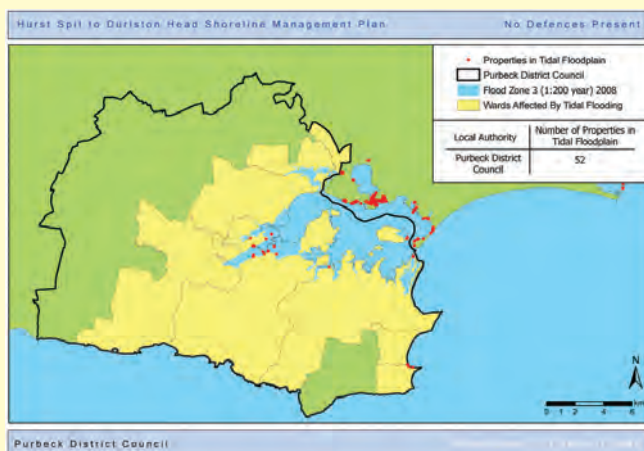 Hurst Spit to Durlston Head Shoreline Management Plan
No Defences Present
Properties in Tidal Floodplain
Purbeck District Council
Flood Zone 3 (1:200 year) 2008
Wards Affected By Tidal Flooding
Local Authority
Number of Properties in
Tidal Floodplain
Purbeck District
Council
52
N
km
0 1 2 4 6
Purbeck District Council